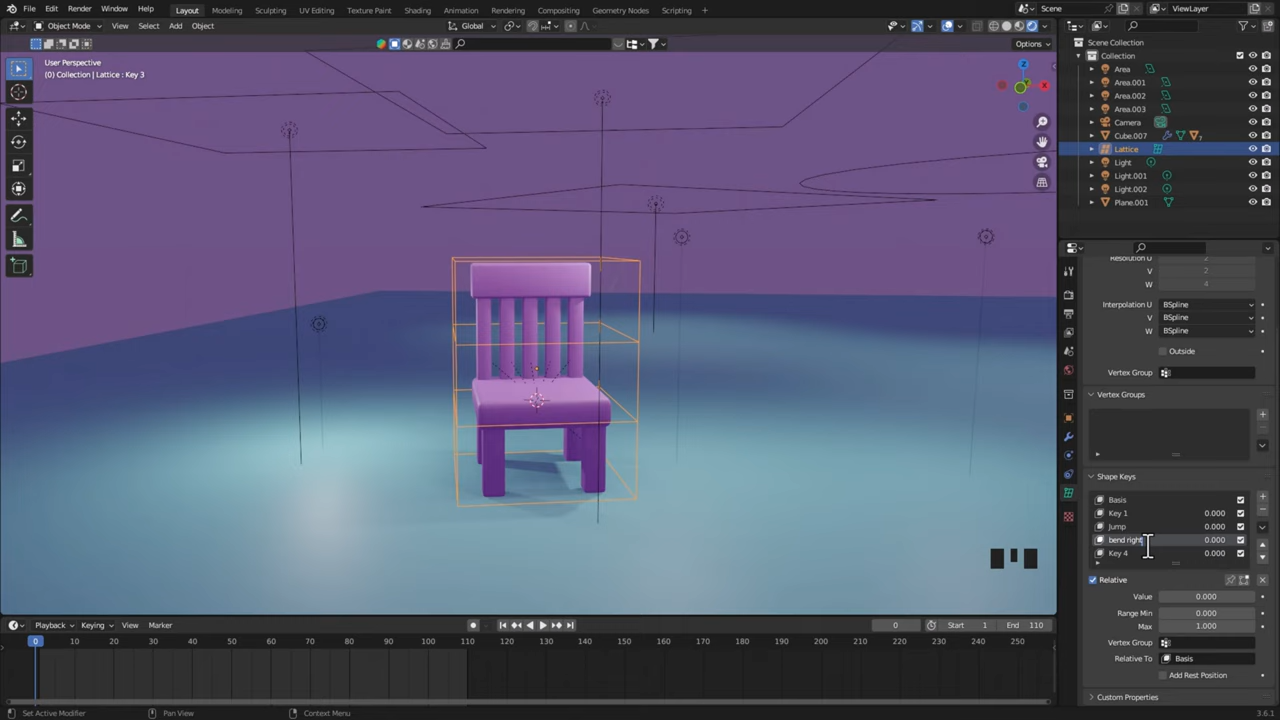 File Edit Render Window Help Layout Modeling Sculpting UV Editing Texture Paint Shading Animation Rendering Compositing Geometry Nodes Scripting Scene ViewLayer
Object Mode View Select Add Object Global
Options
User Perspective
(0) Collection | Lattice : Key 3
Z
X
Scene Collection
Collection
Area
Area.001
Area.002
Area.003
Camera
Cube.007
7
Lattice
Light
Light.001
Light.002
Plane.001
Resolution U 2
V 2
W 4
Interpolation U BSpline
V BSpline
W BSpline
Outside
Vertex Group
Vertex Groups
Shape Keys
Basis
Key 1 0.000
Jump 0.000
bend right 0.000
Key 4 0.000
Relative
Value 0.000
Range Min 0.000
Max 1.000
Vertex Group
Relative To Basis
Add Rest Position
Custom Properties
Playback Keying View Marker 0 Start 1 End 110
0 10 20 30 40 50 60 70 80 90 100 110 120 130 140 150 160 170 180 190 200 210 220 230 240 250
Set Active Modifier Pan View Context Menu 3.6.1